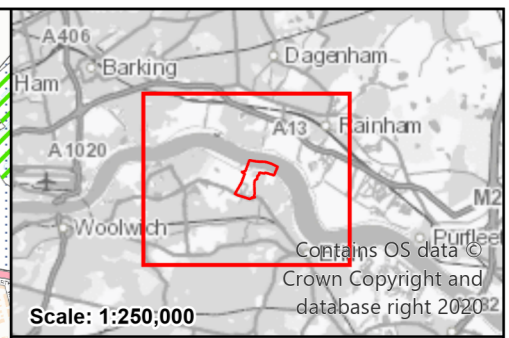 A406
Dagenham
Barking
Ham
A13
Rainham
A1020
M2
Woolwich
Purflee
Contains OS data ©
Crown Copyright and
database right 2020
Scale: 1:250,000